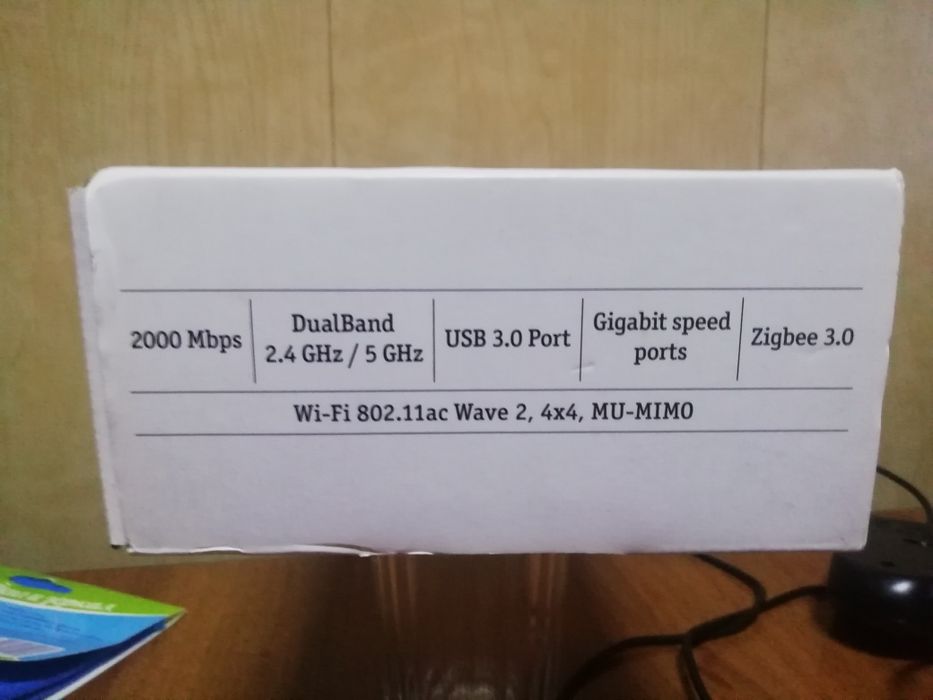 2000 Mbps
DualBand
2.4 GHz / 5 GHz
USB 3.0 Port
Gigabit speed
ports
Zigbee 3.0
Wi-Fi 802.11ac Wave 2, 4x4, MU-MIMO